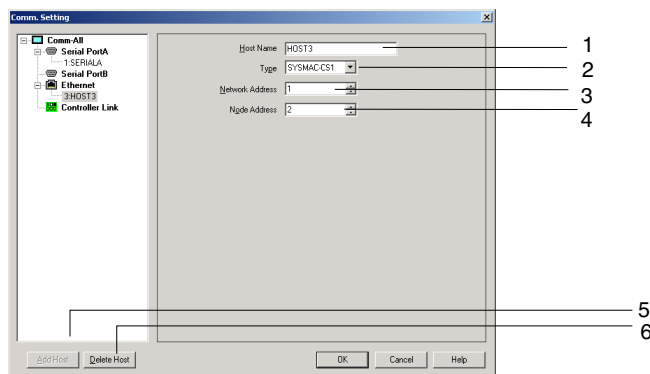 Comm. Setting
Comm-All
Serial PortA
1:SERIALA
Serial PortB
Ethernet
3:HOST3
Controller Link
Host Name HOST3
Type SYSMAC-CS1
Network Address 1
Node Address 2
1
2
3
4
5
6
Add Host Delete Host OK Cancel Help